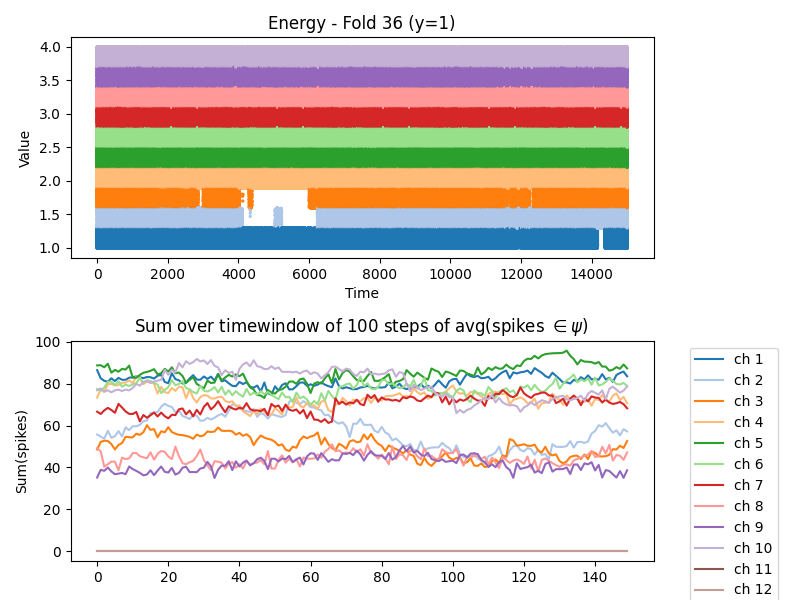 Energy - Fold 36 (y=1)
Value
4.0
3.5
3.0
2.5
2.0
1.5
1.0
0 2000 4000 6000 8000 10000 12000 14000
Time
Sum over timewindow of 100 steps of avg(spikes ∈ ψ)
Sum(spikes)
100
80
60
40
20
0
0 20 40 60 80 100 120 140
ch 1
ch 2
ch 3
ch 4
ch 5
ch 6
ch 7
ch 8
ch 9
ch 10
ch 11
ch 12